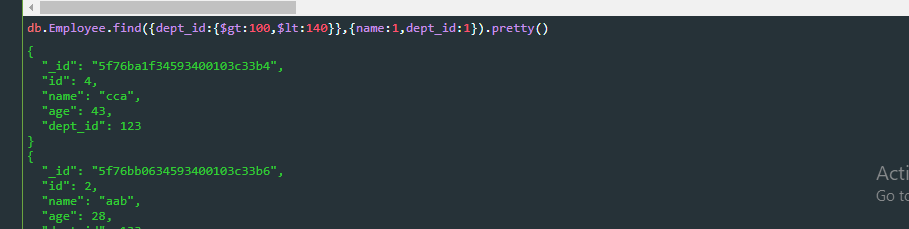 db.Employee.find({dept_id:{$gt:100,$lt:140}},{name:1,dept_id:1}).pretty()
{
"_id": "5f76ba1f34593400103c33b4",
"id": 4,
"name": "cca",
"age": 43,
"dept_id": 123
}
{
"_id": "5f76bb0634593400103c33b6",
"id": 2,
"name": "aab",
"age": 28,
Acti
Go to